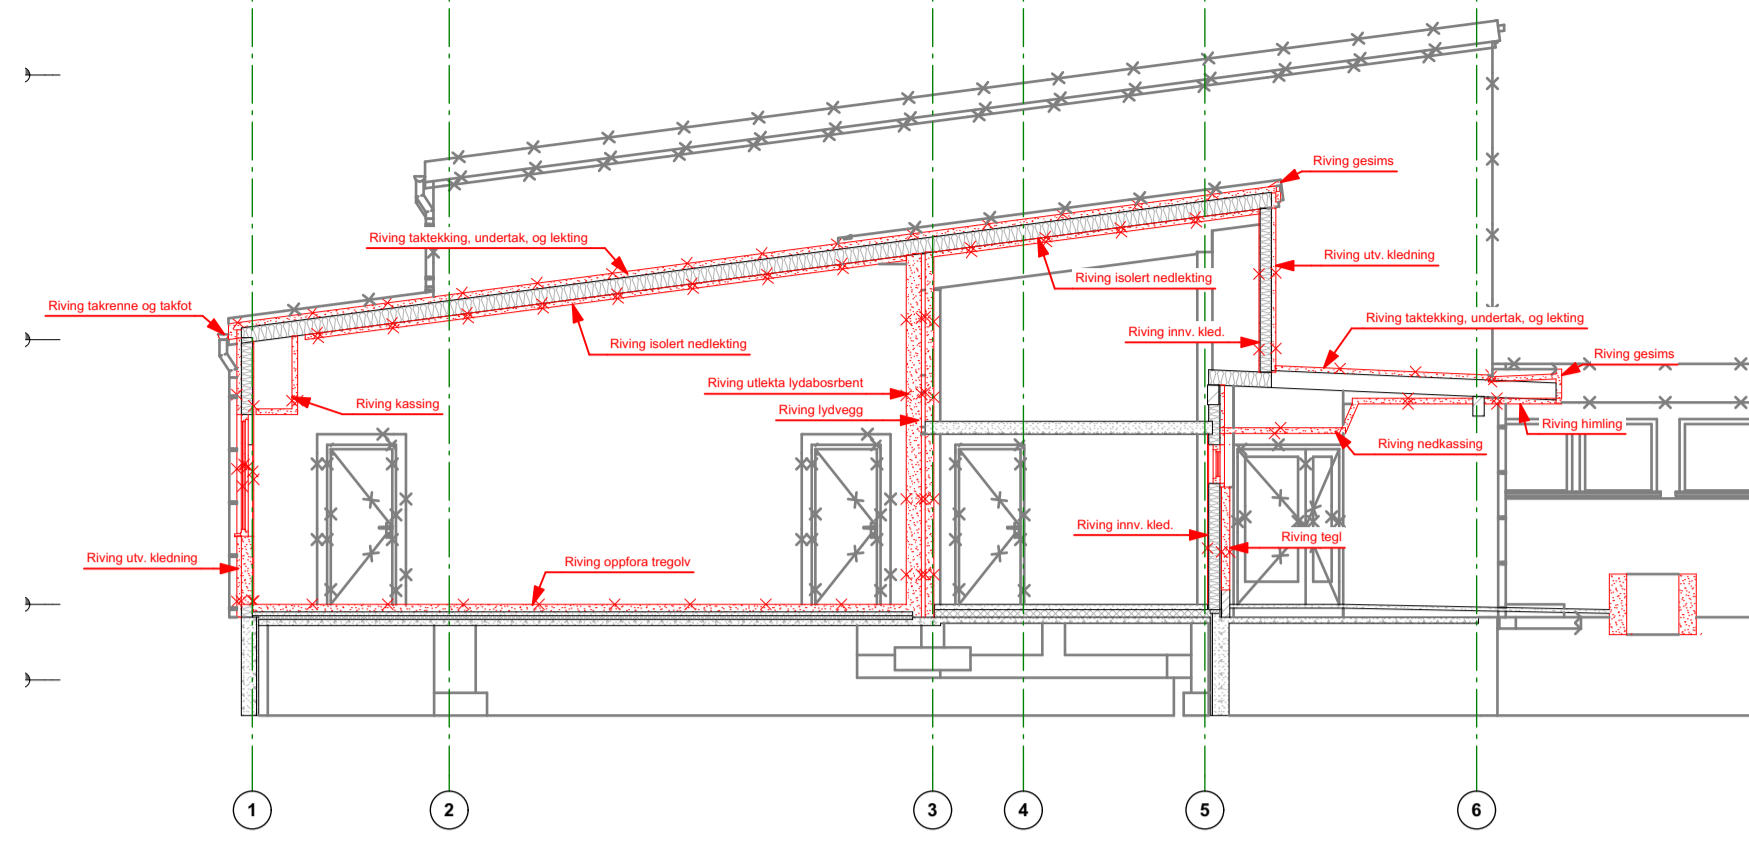 Riving gesims
Riving taktekking, undertak, og lekting
Riving utv. kledning
Riving isolert nedlekting
Riving takrenne og takfot
Riving taktekking, undertak, og lekting
Riving innv. kled.
Riving isolert nedlekting
Riving gesims
Riving utlekta lydabosrbent
Riving kassing
Riving lydvegg
Riving himling
Riving nedkassing
Riving innv. kled.
Riving tegl
Riving utv. kledning
Riving oppfora tregolv
1 2 3 4 5 6